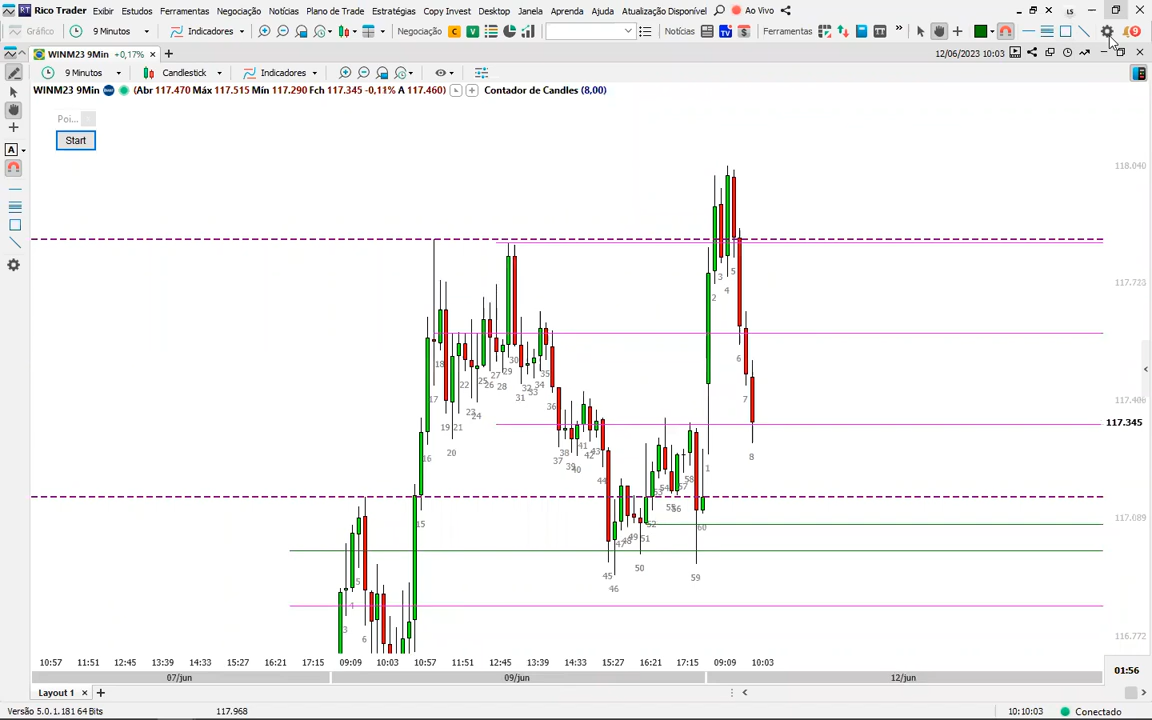 Rico Trader Exibir Estudos Ferramentas Negociação Notícias Plano de Trade Estratégias Copy Invest Desktop Janela Aprenda Ajuda Atualização Disponível Ao Vivo LS
Gráfico 9 Minutos Indicadores Negociação Notícias Ferramentas 9
WINM23 9Min +0,17% 12/06/2023 10:03
9 Minutos Candlestick Indicadores
WINM23 9Min (Abr 117.470 Máx 117.515 Mín 117.290 Fch 117.345 -0,11% A 117.460) Contador de Candles (8,00)
Poi...
Start
118.040
117.723
117.406
117.345
117.089
116.772
10:57 11:51 12:45 13:39 14:33 15:27 16:21 17:15 09:09 10:03 10:57 11:51 12:45 13:39 14:33 15:27 16:21 17:15 09:09 10:03
01:56
07/jun 09/jun 12/jun
Layout 1
Versão 5.0.1.181 64 Bits 117.968 10:10:03 Conectado